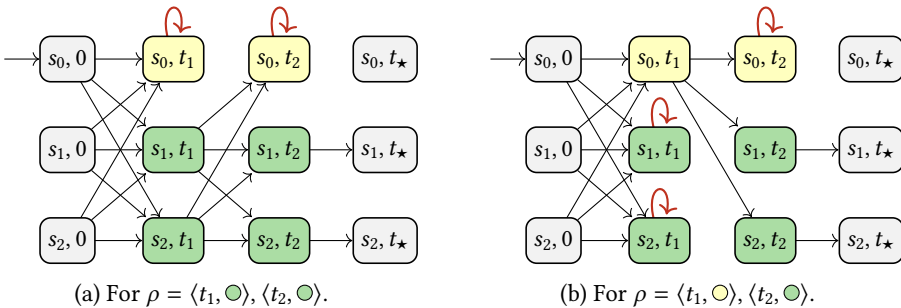 s₀, 0 s₀, t₁ s₀, t₂ s₀, t★ s₀, 0 s₀, t₁ s₀, t₂ s₀, t★
s₁, 0 s₁, t₁ s₁, t₂ s₁, t★ s₁, 0 s₁, t₁ s₁, t₂ s₁, t★
s₂, 0 s₂, t₁ s₂, t₂ s₂, t★ s₂, 0 s₂, t₁ s₂, t₂ s₂, t★
(a) For ρ = ⟨t₁, ⟩, ⟨t₂, ⟩. (b) For ρ = ⟨t₁, ⟩, ⟨t₂, ⟩.